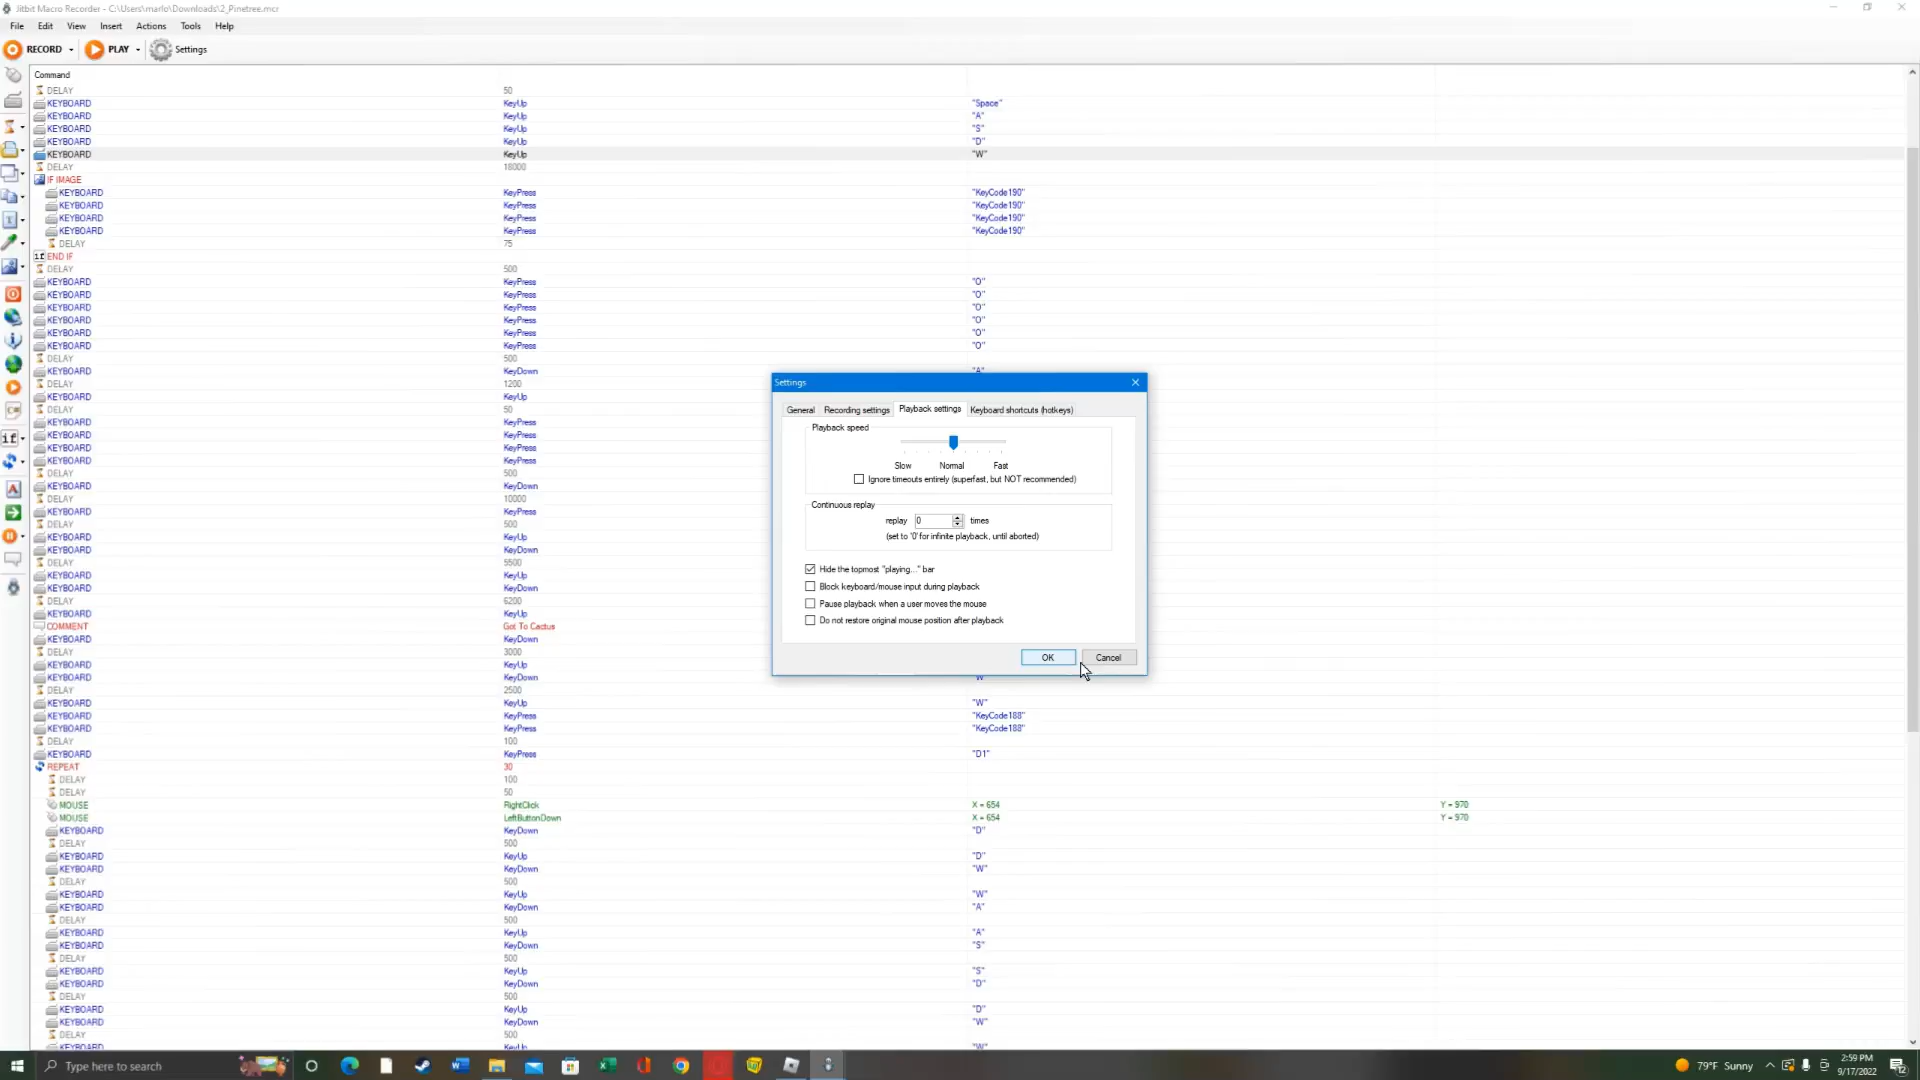 Jitbit Macro Recorder - C:\Users\marlo\Downloads\2_Pinetree.mcr
File Edit View Insert Actions Tools Help
RECORD PLAY Settings
Command
DELAY 50
KEYBOARD KeyUp "Space"
KEYBOARD KeyUp "A"
KEYBOARD KeyUp "S"
KEYBOARD KeyUp "D"
KEYBOARD KeyUp "W"
DELAY 18000
IF IMAGE
KEYBOARD KeyPress "KeyCode190"
KEYBOARD KeyPress "KeyCode190"
KEYBOARD KeyPress "KeyCode190"
KEYBOARD KeyPress "KeyCode190"
DELAY 75
END IF
DELAY 500
KEYBOARD KeyPress "O"
KEYBOARD KeyPress "O"
KEYBOARD KeyPress "O"
KEYBOARD KeyPress "O"
KEYBOARD KeyPress "O"
KEYBOARD KeyPress "O"
DELAY 500
KEYBOARD KeyDown "A"
DELAY 1200
KEYBOARD KeyUp
DELAY 50
KEYBOARD KeyPress
KEYBOARD KeyPress
KEYBOARD KeyPress
KEYBOARD KeyPress
DELAY 500
KEYBOARD KeyDown
DELAY 10000
KEYBOARD KeyPress
DELAY 500
KEYBOARD KeyUp
KEYBOARD KeyDown
DELAY 5500
KEYBOARD KeyUp
KEYBOARD KeyDown
DELAY 6200
KEYBOARD KeyUp
COMMENT Got To Cactus
KEYBOARD KeyDown
DELAY 3000
KEYBOARD KeyUp
KEYBOARD KeyDown "W"
DELAY 2500
KEYBOARD KeyUp "W"
KEYBOARD KeyPress "KeyCode188"
KEYBOARD KeyPress "KeyCode188"
DELAY 100
KEYBOARD KeyPress "D1"
REPEAT 30
DELAY 100
DELAY 50
MOUSE RightClick X = 654 Y = 970
MOUSE LeftButtonDown X = 654 Y = 970
KEYBOARD KeyDown "D"
DELAY 500
KEYBOARD KeyUp "D"
KEYBOARD KeyDown "W"
DELAY 500
KEYBOARD KeyUp "W"
KEYBOARD KeyDown "A"
DELAY 500
KEYBOARD KeyUp "A"
KEYBOARD KeyDown "S"
DELAY 500
KEYBOARD KeyUp "S"
KEYBOARD KeyDown "D"
DELAY 500
KEYBOARD KeyUp "D"
KEYBOARD KeyDown "W"
DELAY 500
KEYBOARD KeyUp "W"
Settings
General Recording settings Playback settings Keyboard shortcuts (hotkeys)
Playback speed
Slow Normal Fast
Ignore timeouts entirely (superfast, but NOT recommended)
Continuous replay
replay 0 times
(set to '0' for infinite playback, until aborted)
Hide the topmost "playing..." bar
Block keyboard/mouse input during playback
Pause playback when a user moves the mouse
Do not restore original mouse position after playback
OK Cancel
Type here to search
79°F Sunny
2:59 PM
9/17/2022